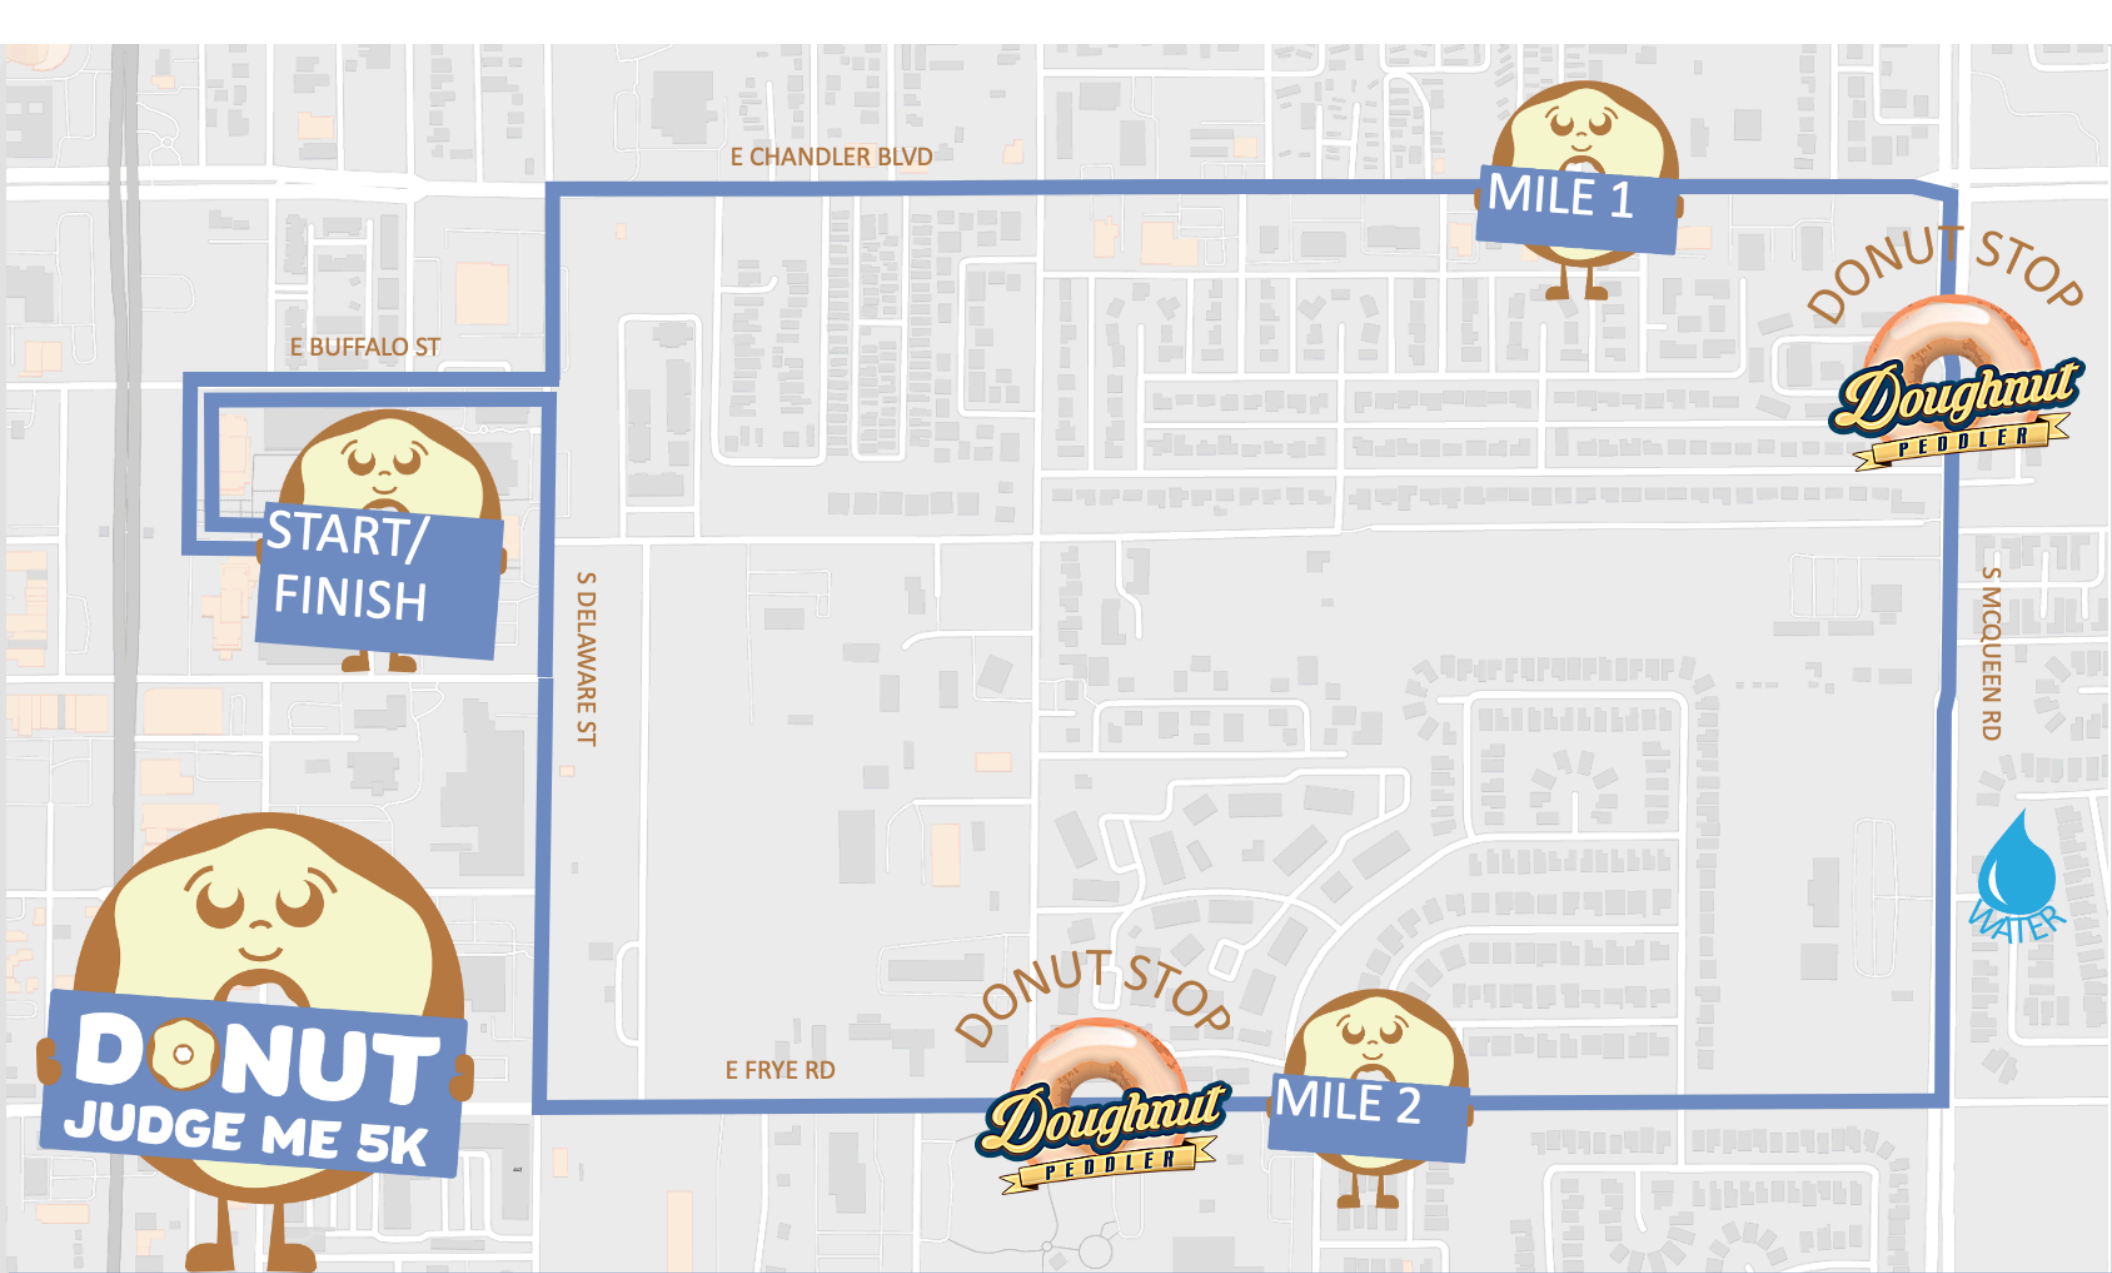 E CHANDLER BLVD
MILE 1
DONUT STOP
Doughnut
PEDDLER
E BUFFALO ST
START/
FINISH
S DELAWARE ST
S MCQUEEN RD
WATER
DONUT STOP
Doughnut
PEDDLER
E FRYE RD
MILE 2
DONUT
JUDGE ME 5K